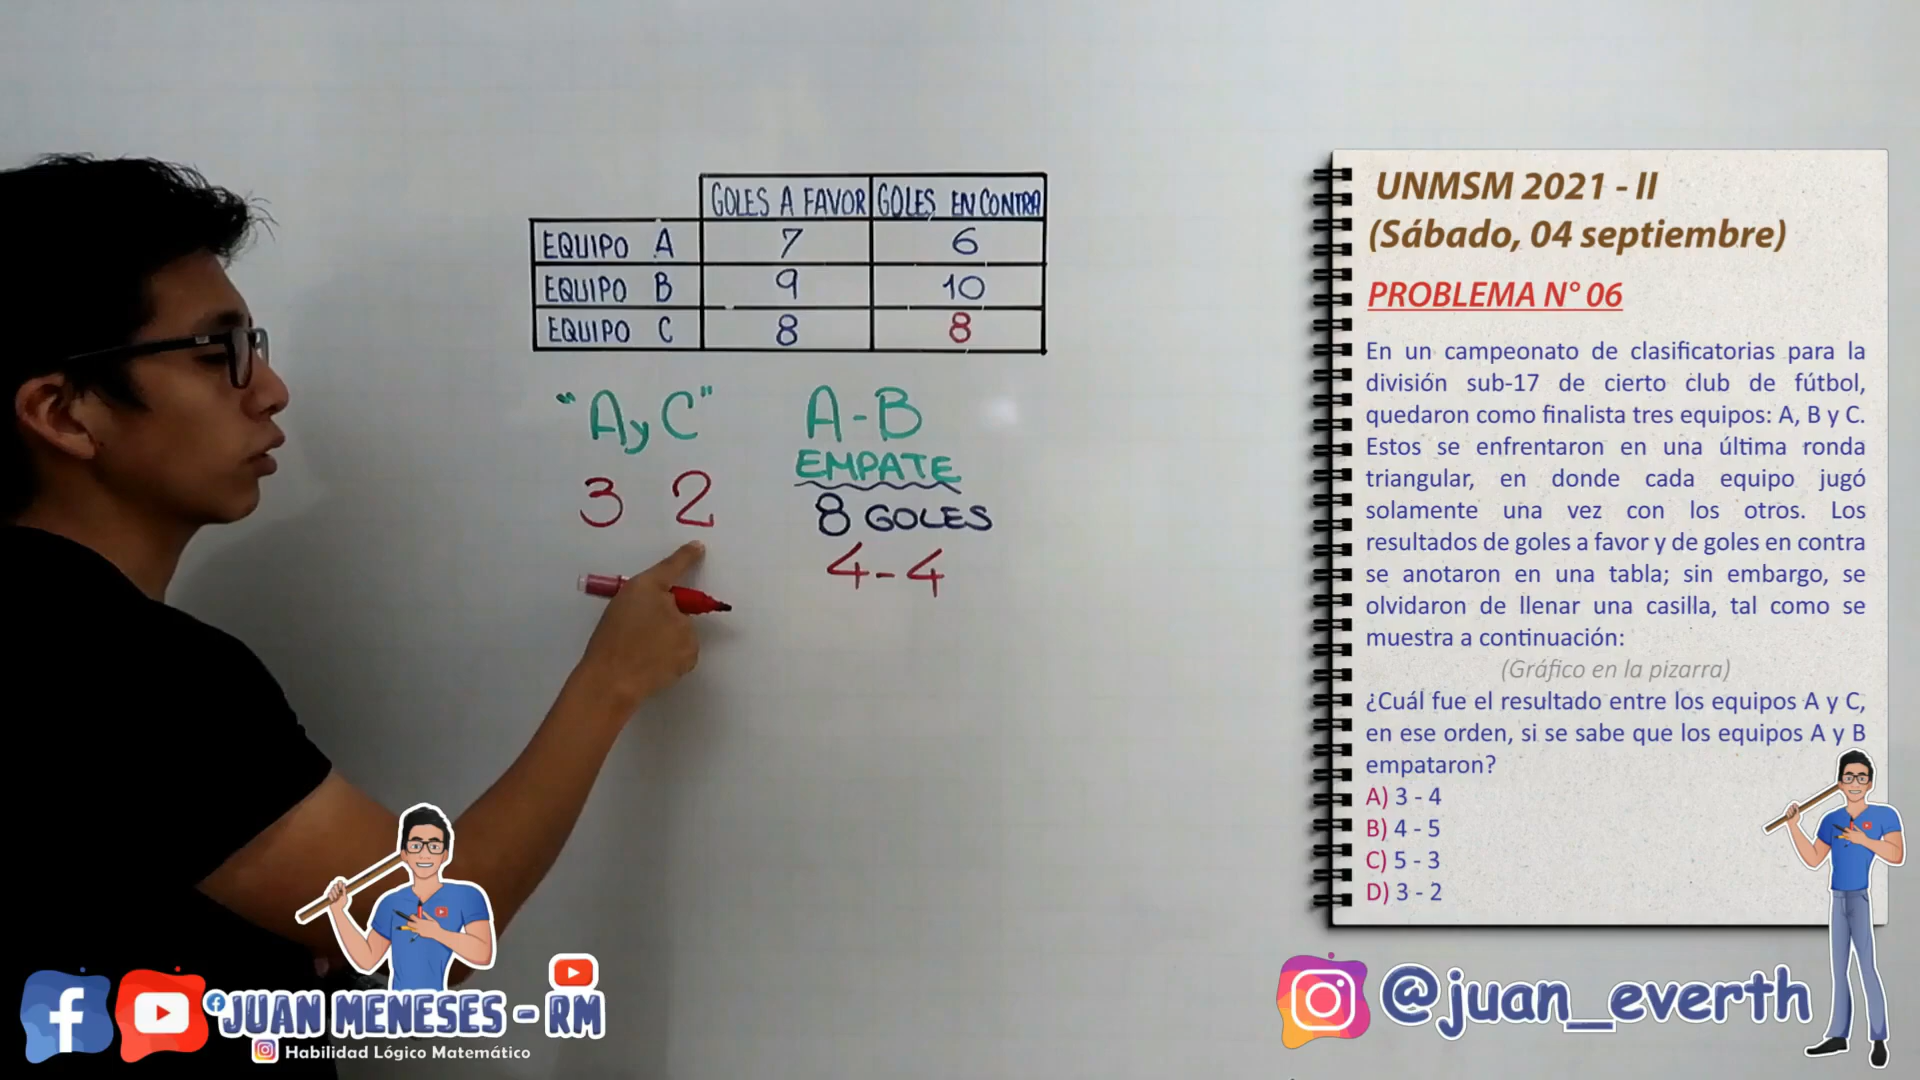 GOLES A FAVOR GOLES EN CONTRA
EQUIPO A 7 6
EQUIPO B 9 10
EQUIPO C 8 8
"A y C" A-B
EMPATE
3 2 8 GOLES
4-4
UNMSM 2021 - II
(Sábado, 04 septiembre)
PROBLEMA N° 06
En un campeonato de clasificatorias para la
división sub-17 de cierto club de fútbol,
quedaron como finalista tres equipos: A, B y C.
Estos se enfrentaron en una última ronda
triangular, en donde cada equipo jugó
solamente una vez con los otros. Los
resultados de goles a favor y de goles en contra
se anotaron en una tabla; sin embargo, se
olvidaron de llenar una casilla, tal como se
muestra a continuación:
(Gráfico en la pizarra)
¿Cuál fue el resultado entre los equipos A y C,
en ese orden, si se sabe que los equipos A y B
empataron?
A) 3 - 4
B) 4 - 5
C) 5 - 3
D) 3 - 2
JUAN MENESES - RM
Habilidad Lógico Matemático
@juan_everth